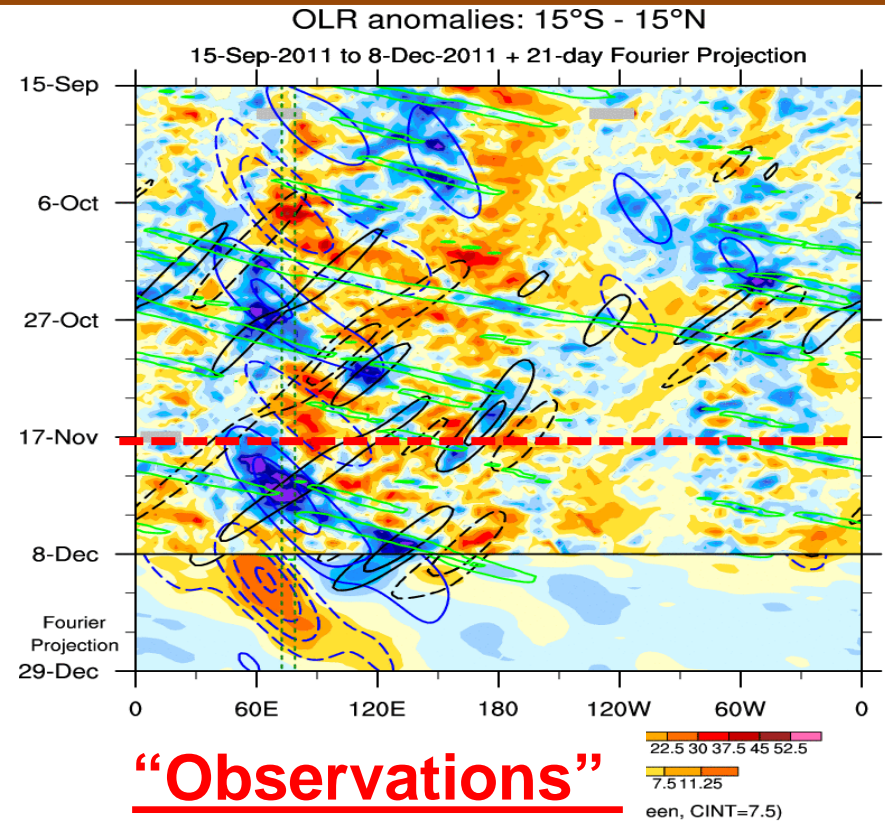 OLR anomalies: 15°S - 15°N
15-Sep-2011 to 8-Dec-2011 + 21-day Fourier Projection
15-Sep
6-Oct
27-Oct
17-Nov
8-Dec
Fourier
Projection
29-Dec
0 60E 120E 180 120W 60W 0
22.5 30 37.5 45 52.5
7.5 11.25
een, CINT=7.5)
“Observations”